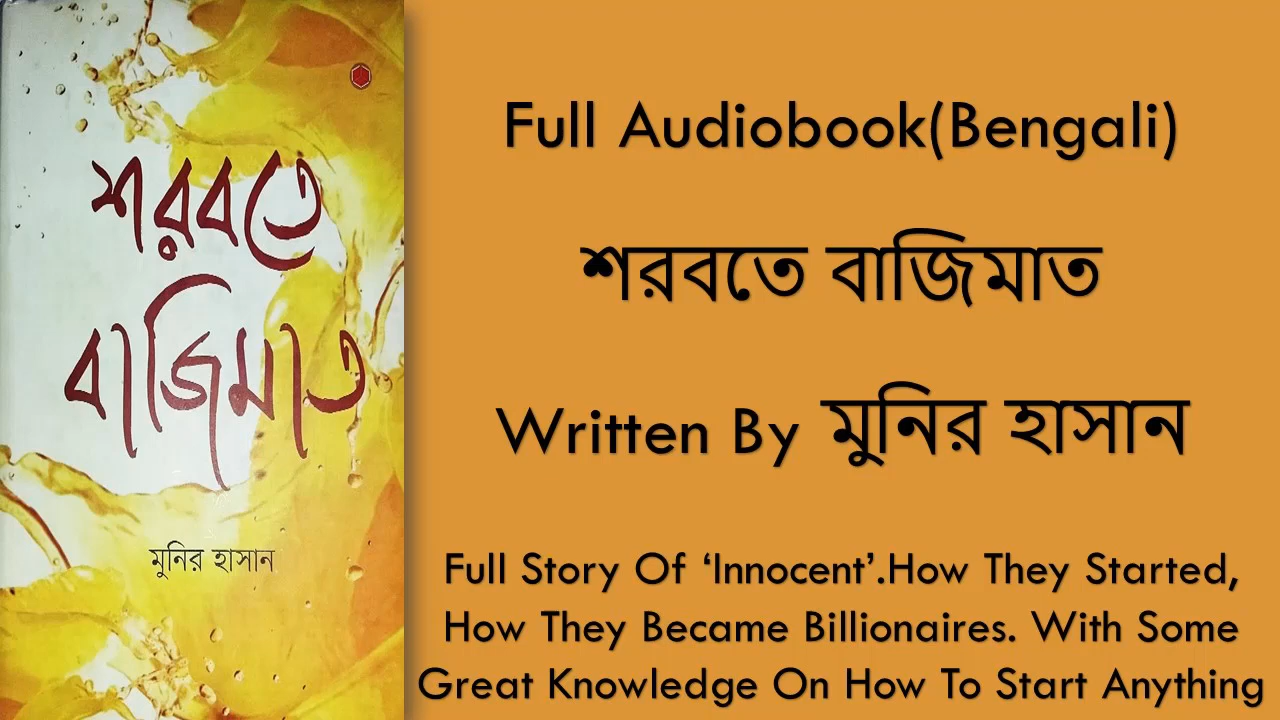 শরবতে
বাজিমাত
মুনির হাসান
Full Audiobook(Bengali)
শরবতে বাজিমাত
Written By মুনির হাসান
Full Story Of ‘Innocent’.How They Started,
How They Became Billionaires. With Some
Great Knowledge On How To Start Anything